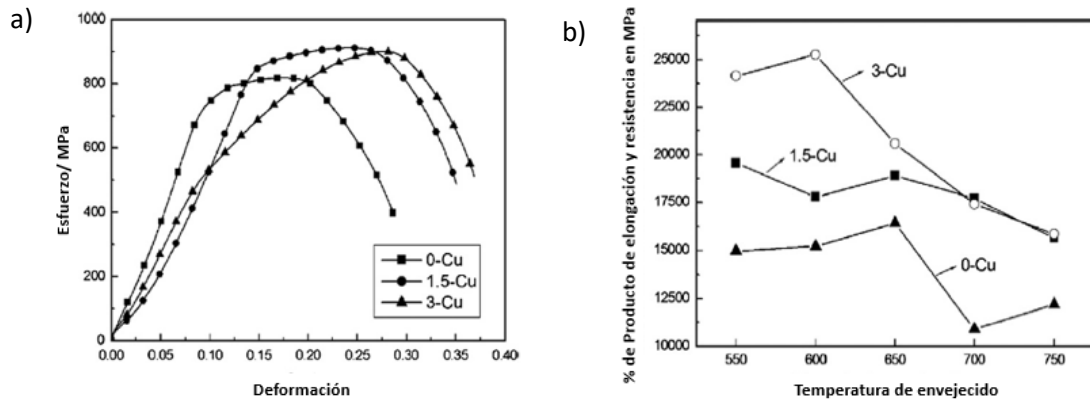 a)
Esfuerzo/ MPa
1000
800
600
400
200
0
0-Cu
1.5-Cu
3-Cu
0.00 0.05 0.10 0.15 0.20 0.25 0.30 0.35 0.40
Deformación
b)
% de Producto de elongación y resistencia en MPa
25000
22500
20000
17500
15000
12500
10000
3-Cu
1.5-Cu
0-Cu
550 600 650 700 750
Temperatura de envejecido